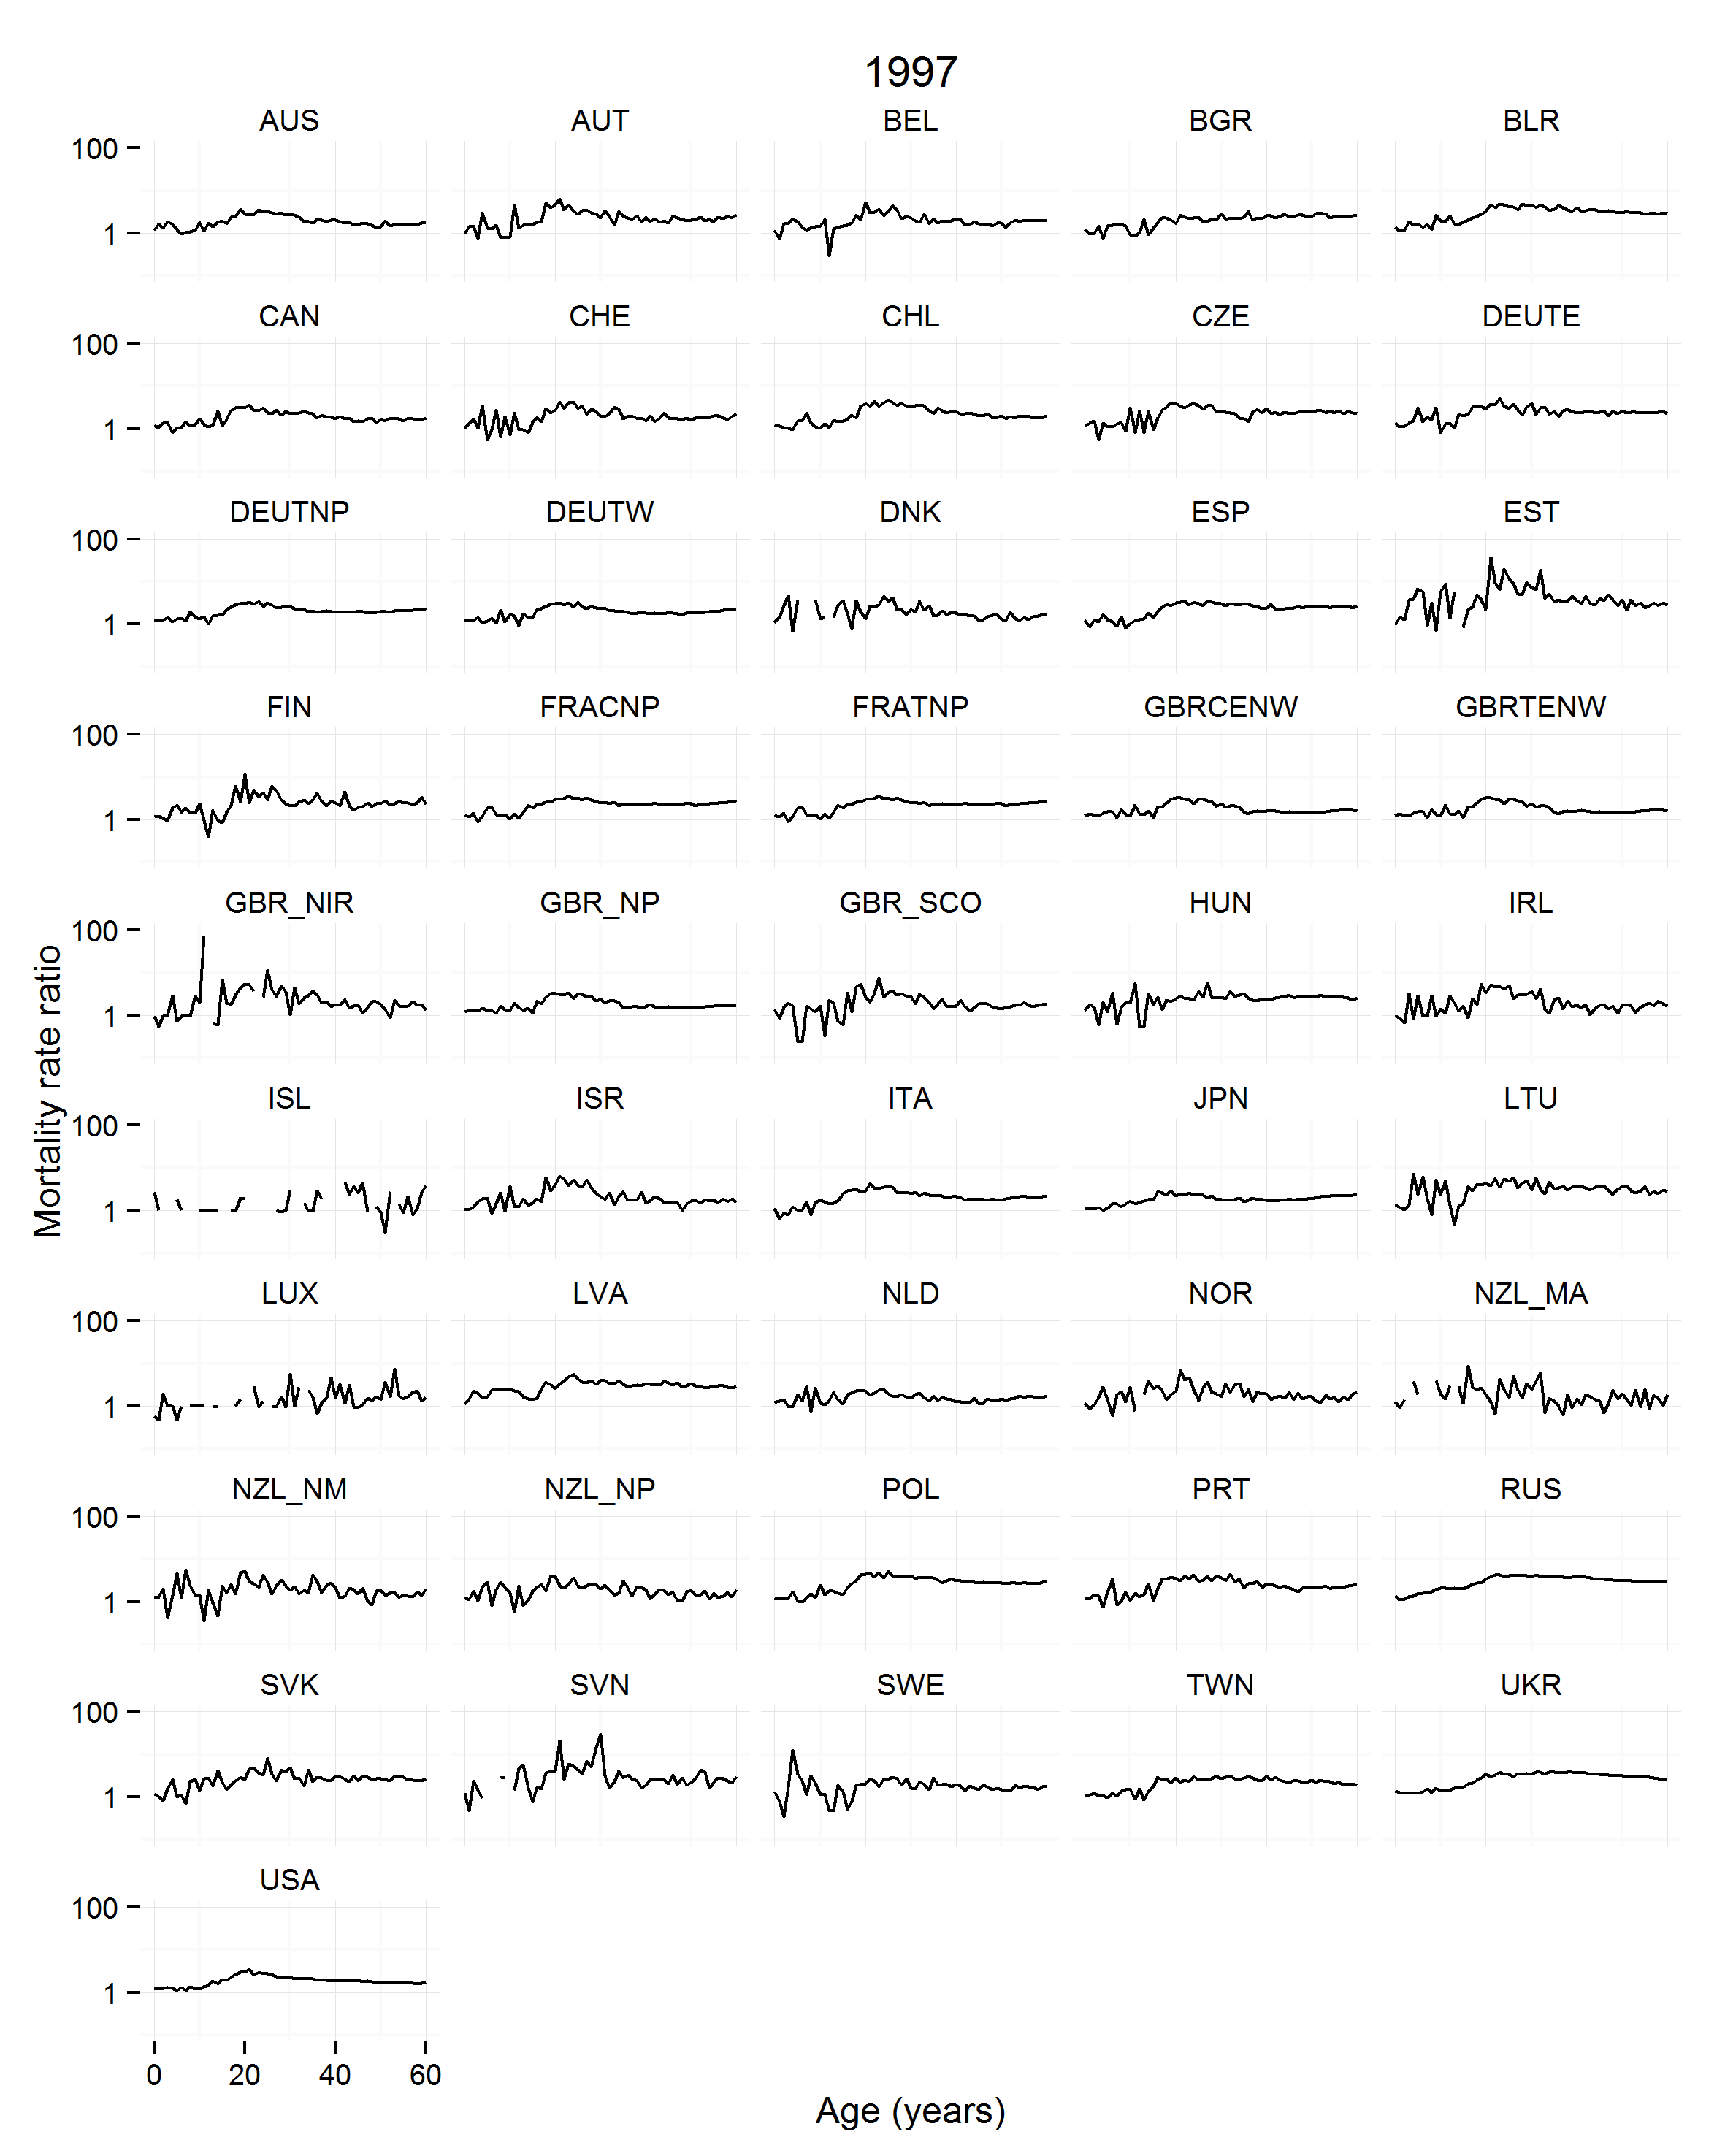 1997
AUS AUT BEL BGR BLR
100
1
CAN CHE CHL CZE DEUTE
100
1
DEUTNP DEUTW DNK ESP EST
100
1
FIN FRACNP FRATNP GBRCENW GBRTENW
100
1
GBR_NIR GBR_NP GBR_SCO HUN IRL
100
1
Mortality rate ratio
ISL ISR ITA JPN LTU
100
1
LUX LVA NLD NOR NZL_MA
100
1
NZL_NM NZL_NP POL PRT RUS
100
1
SVK SVN SWE TWN UKR
100
1
USA
100
1
0 20 40 60
Age (years)